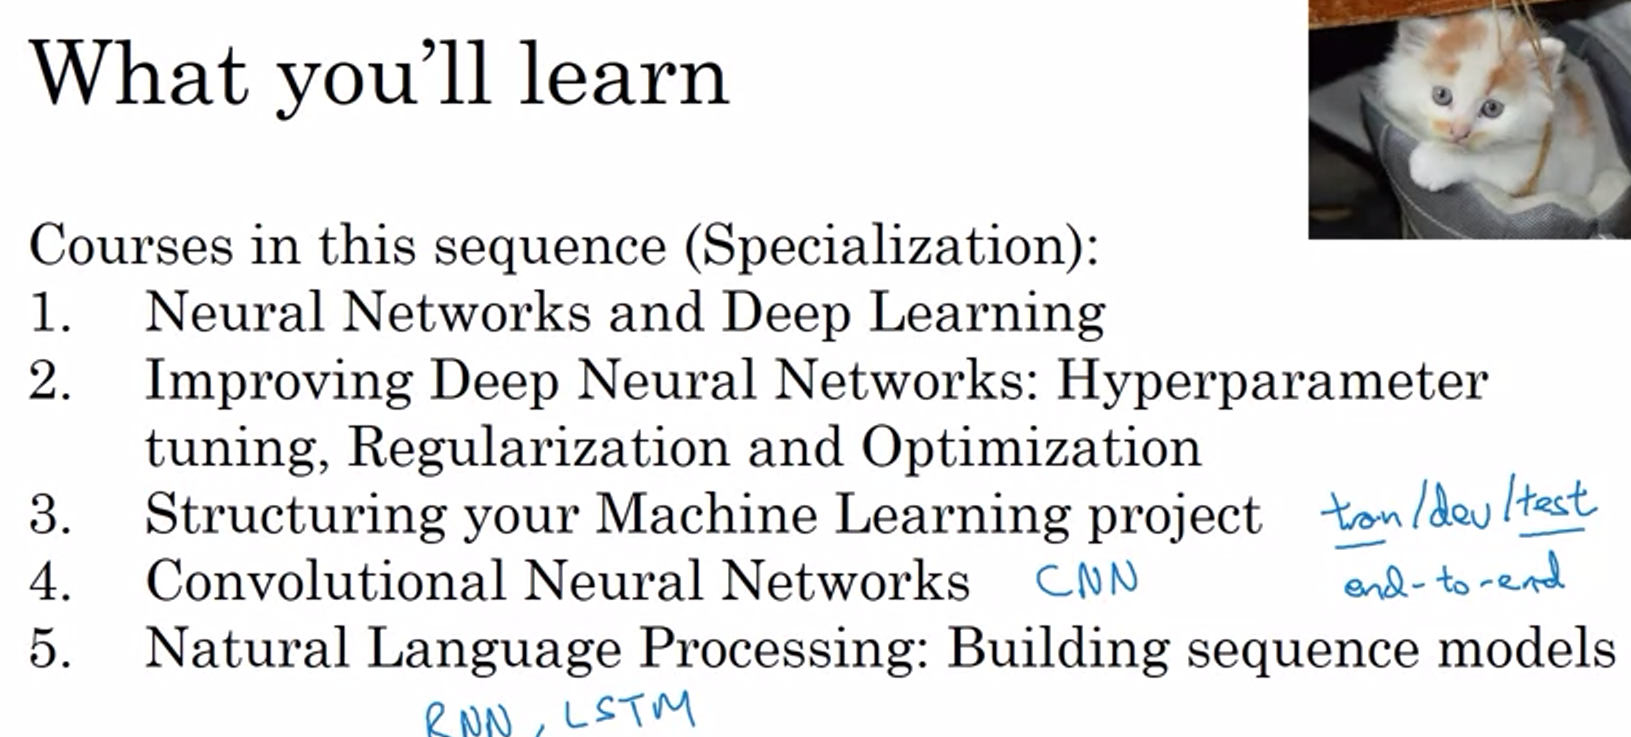 What you'll learn
Courses in this sequence (Specialization):
1. Neural Networks and Deep Learning
2. Improving Deep Neural Networks: Hyperparameter
tuning, Regularization and Optimization
3. Structuring your Machine Learning project train/dev/test
4. Convolutional Neural Networks CNN end-to-end
5. Natural Language Processing: Building sequence models
RNN, LSTM